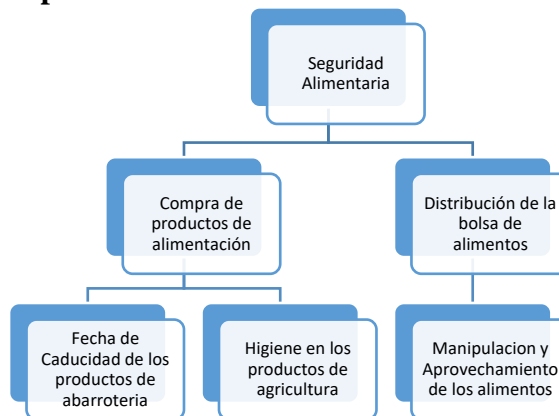 Seguridad
Alimentaria
Compra de
productos de
alimentación
Distribución de la
bolsa de
alimentos
Fecha de
Caducidad de los
productos de
abarroteria
Higiene en los
productos de
agricultura
Manipulacion y
Aprovechamiento
de los alimentos